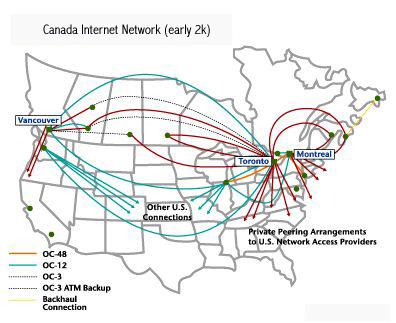 Canada Internet Network (early 2k)
Vancouver
Toronto
Montreal
Other U.S.
Connections
Private Peering Arrangements
to U.S. Network Access Providers
OC-48
OC-12
OC-3
OC-3 ATM Backup
Backhaul
Connection